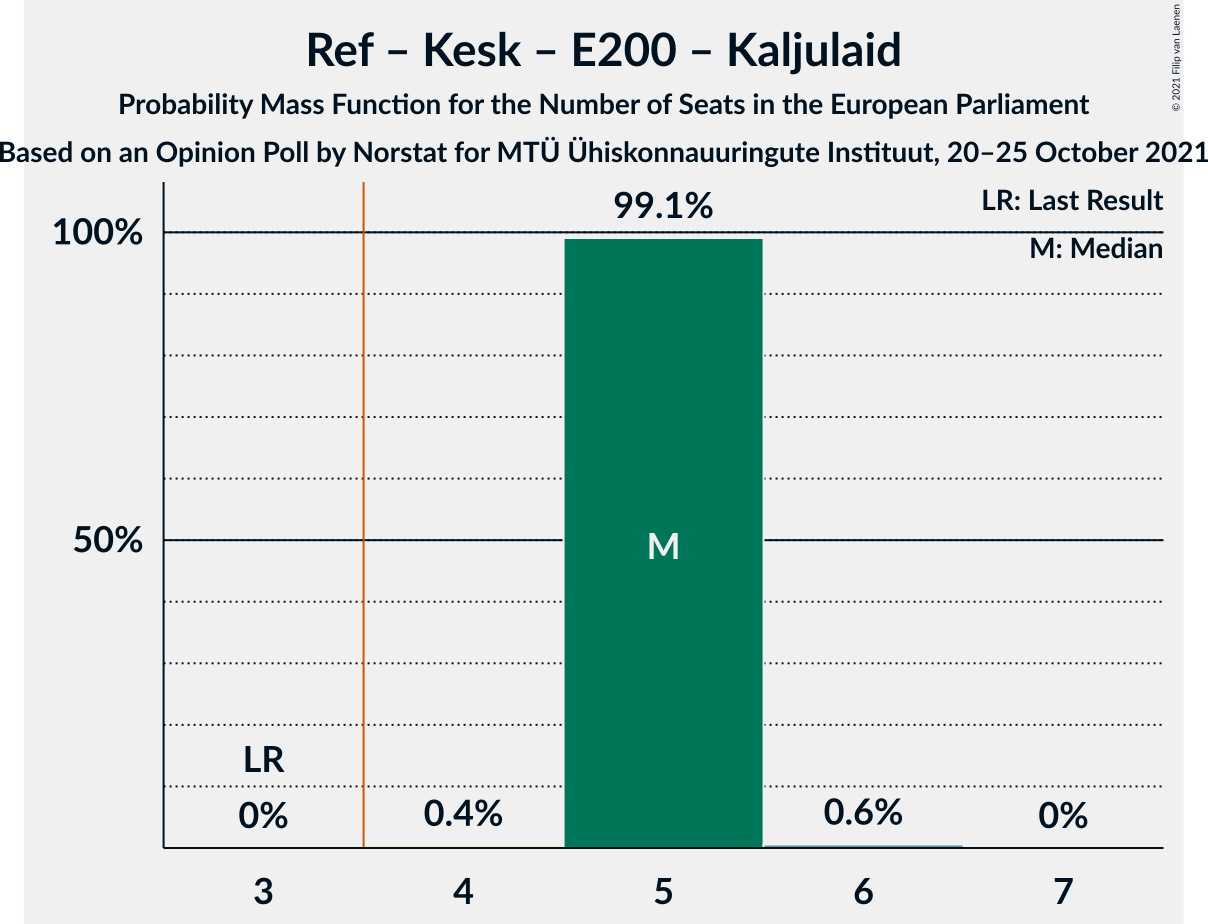 Ref – Kesk – E200 – Kaljulaid
Probability Mass Function for the Number of Seats in the European Parliament
Based on an Opinion Poll by Norstat for MTÜ Ühiskonnauuringute Instituut, 20–25 October 2021
© 2021 Filip van Laenen
LR: Last Result
M: Median
99.1%
100%
50%
M
LR
0%
0.4%
0.6%
0%
3
4
5
6
7